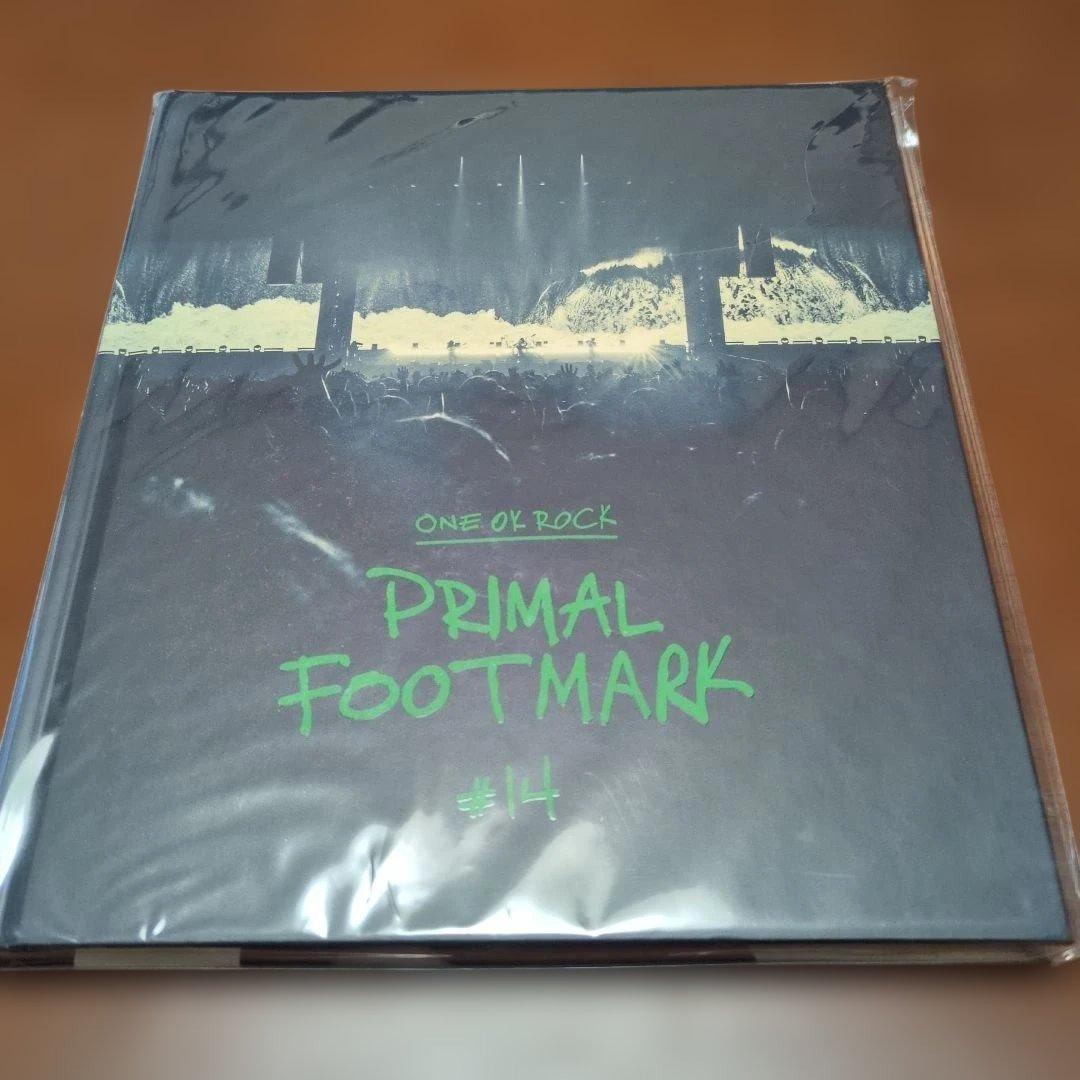 ONE OK ROCK
PRIMAL
FOOTMARK
#14